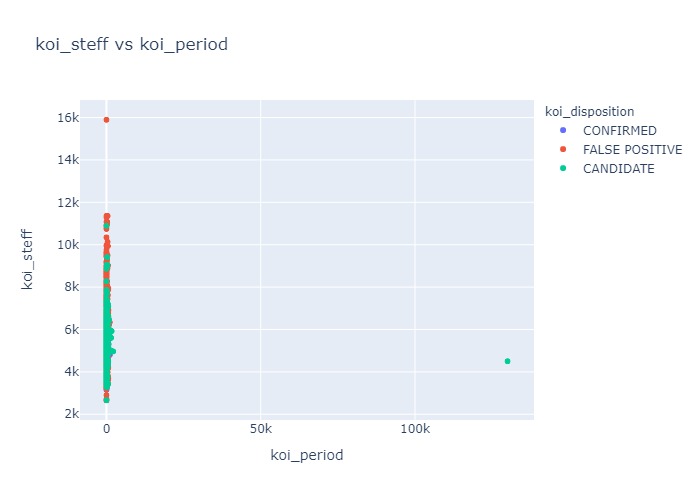 koi_steff vs koi_period
koi_disposition
CONFIRMED
FALSE POSITIVE
CANDIDATE
16k
14k
12k
10k
8k
6k
4k
2k
koi_steff
0 50k 100k
koi_period